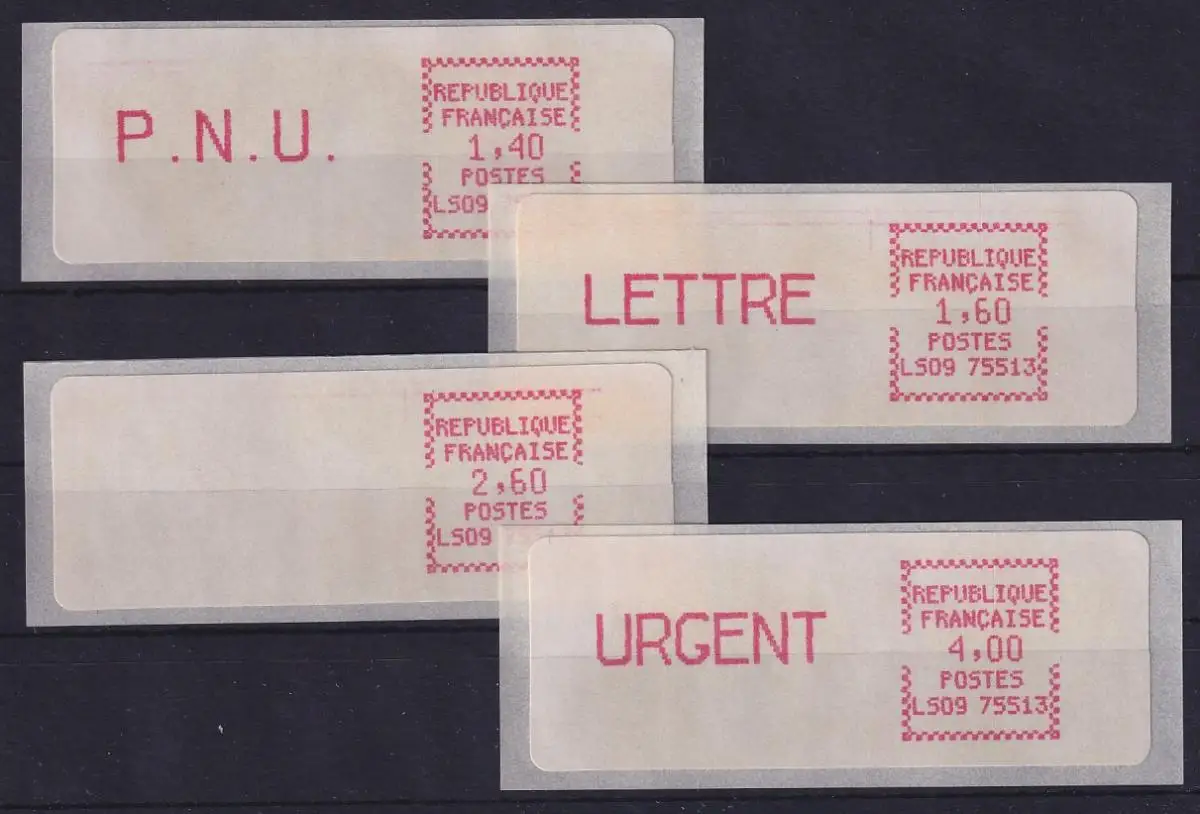 P.N.U.
REPUBLIQUE
FRANÇAISE
1,40
POSTES
LS09
LETTRE
REPUBLIQUE
FRANÇAISE
1,60
POSTES
LS09 75513
REPUBLIQUE
FRANÇAISE
2,60
POSTES
LS09
URGENT
REPUBLIQUE
FRANÇAISE
4,00
POSTES
LS09 75513